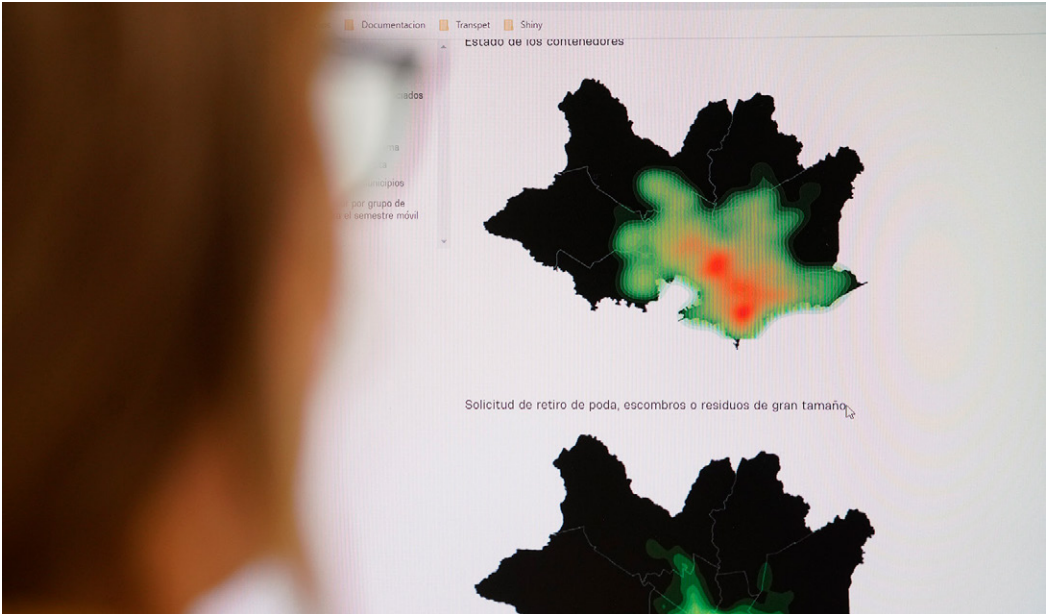 Documentacion
Transpet
Shiny
Estado de los contenedores
por grupo de
el semestre móvil
Solicitud de retiro de poda, escombros o residuos de gran tamaño